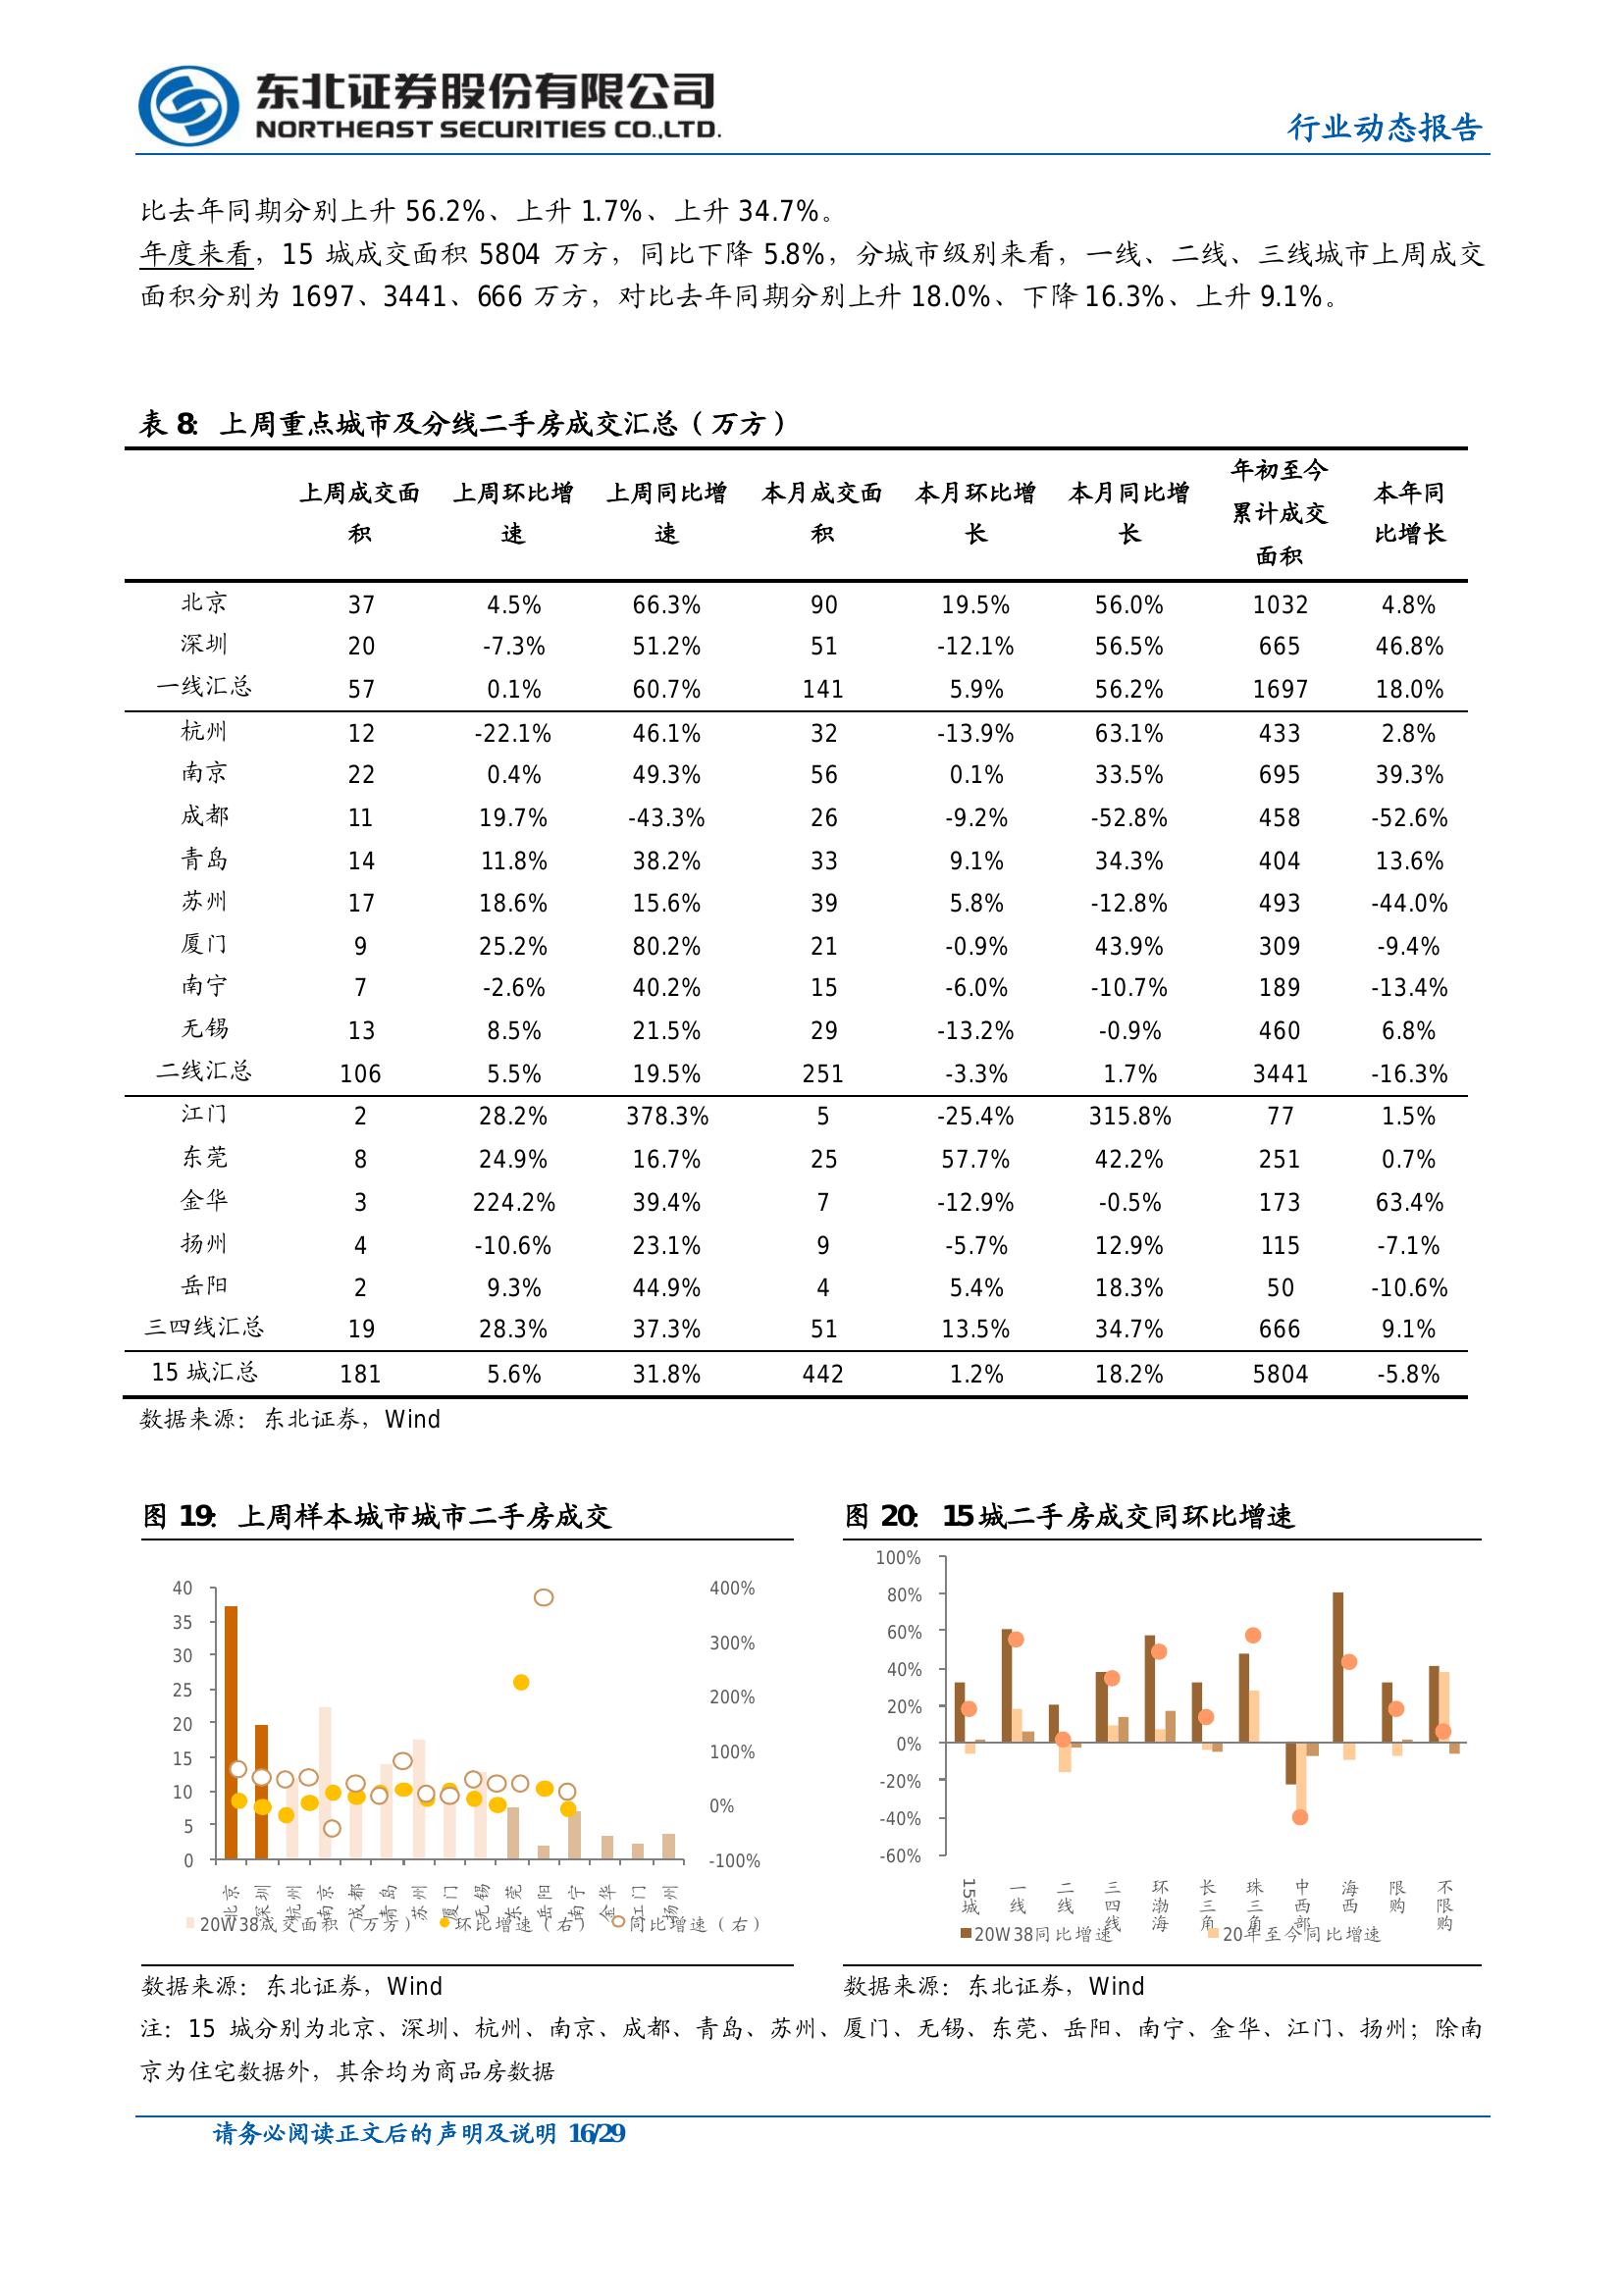 东北证券股份有限公司
NORTHEAST SECURITIES CO.,LTD.
行业动态报告
比去年同期分别上升 56.2%、上升 1.7%、上升 34.7%。
年度来看，15 城成交面积 5804 万方，同比下降 5.8%，分城市级别来看，一线、二线、三线城市上周成交
面积分别为 1697、3441、666 万方，对比去年同期分别上升 18.0%、下降 16.3%、上升 9.1%。
表 8: 上周重点城市及分线二手房成交汇总（万方）
上周成交面积 上周环比增速 上周同比增速 本月成交面积 本月环比增长 本月同比增长 年初至今累计成交面积 本年同比增长
北京 37 4.5% 66.3% 90 19.5% 56.0% 1032 4.8%
深圳 20 -7.3% 51.2% 51 -12.1% 56.5% 665 46.8%
一线汇总 57 0.1% 60.7% 141 5.9% 56.2% 1697 18.0%
杭州 12 -22.1% 46.1% 32 -13.9% 63.1% 433 2.8%
南京 22 0.4% 49.3% 56 0.1% 33.5% 695 39.3%
成都 11 19.7% -43.3% 26 -9.2% -52.8% 458 -52.6%
青岛 14 11.8% 38.2% 33 9.1% 34.3% 404 13.6%
苏州 17 18.6% 15.6% 39 5.8% -12.8% 493 -44.0%
厦门 9 25.2% 80.2% 21 -0.9% 43.9% 309 -9.4%
南宁 7 -2.6% 40.2% 15 -6.0% -10.7% 189 -13.4%
无锡 13 8.5% 21.5% 29 -13.2% -0.9% 460 6.8%
二线汇总 106 5.5% 19.5% 251 -3.3% 1.7% 3441 -16.3%
江门 2 28.2% 378.3% 5 -25.4% 315.8% 77 1.5%
东莞 8 24.9% 16.7% 25 57.7% 42.2% 251 0.7%
金华 3 224.2% 39.4% 7 -12.9% -0.5% 173 63.4%
扬州 4 -10.6% 23.1% 9 -5.7% 12.9% 115 -7.1%
岳阳 2 9.3% 44.9% 4 5.4% 18.3% 50 -10.6%
三四线汇总 19 28.3% 37.3% 51 13.5% 34.7% 666 9.1%
15 城汇总 181 5.6% 31.8% 442 1.2% 18.2% 5804 -5.8%
数据来源：东北证券，Wind
图 19: 上周样本城市城市二手房成交
40
35
30
25
20
15
10
5
0
400%
300%
200%
100%
0%
-100%
北京 深圳 杭州 南京 成都 青岛 苏州 厦门 无锡 东莞 岳阳 南宁 金华 江门 扬州
20W38成交面积（万方） 环比增速（右） 同比增速（右）
数据来源：东北证券，Wind
图 20: 15 城二手房成交同环比增速
100%
80%
60%
40%
20%
0%
-20%
-40%
-60%
15城 一线 二线 三四线 环渤海 长三角 珠三角 中西部 海西 限购 不限购
20W38同比增速 20年至今同比增速
数据来源：东北证券，Wind
注：15 城分别为北京、深圳、杭州、南京、成都、青岛、苏州、厦门、无锡、东莞、岳阳、南宁、金华、江门、扬州；除南
京为住宅数据外，其余均为商品房数据
请务必阅读正文后的声明及说明 16/29